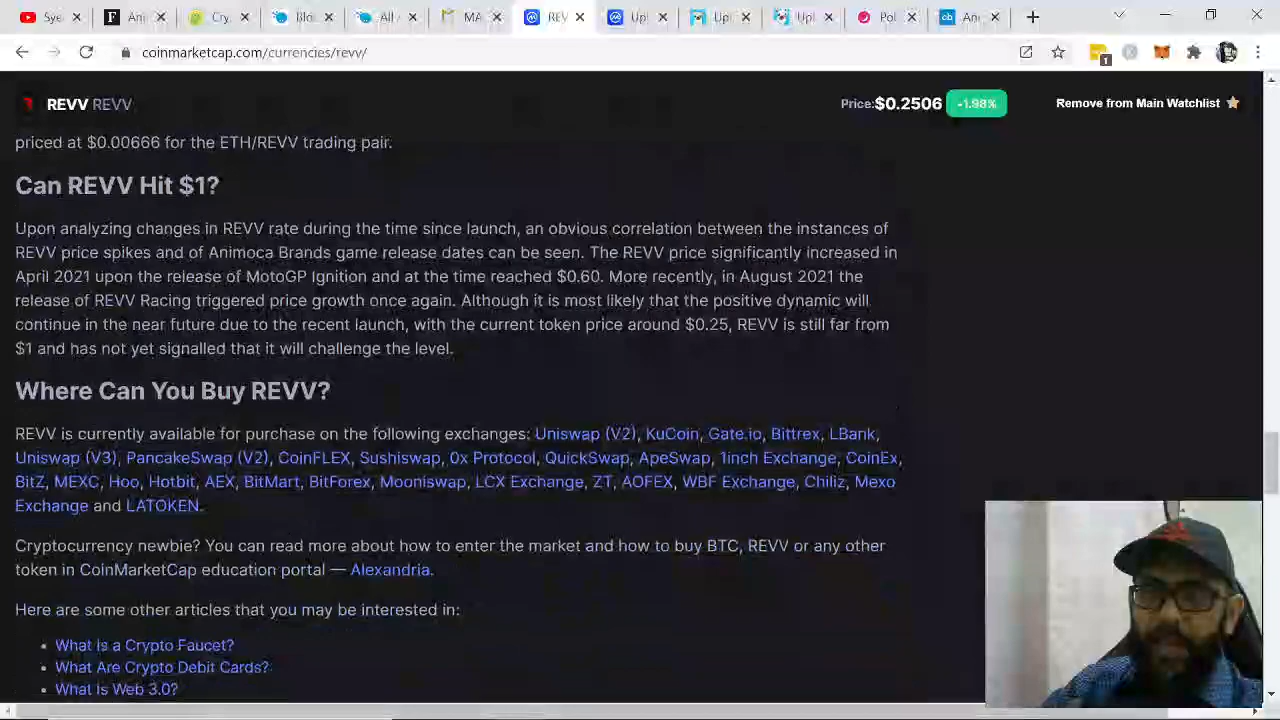 Sys
An
Cry
Blo
All
MA
REV
Up
Upc
Upl
Pol
An
coinmarketcap.com/currencies/revv/
1
REVV REVV
Price: $0.2506 -1.98% Remove from Main Watchlist
priced at $0.00666 for the ETH/REVV trading pair.
Can REVV Hit $1?
Upon analyzing changes in REVV rate during the time since launch, an obvious correlation between the instances of
REVV price spikes and of Animoca Brands game release dates can be seen. The REVV price significantly increased in
April 2021 upon the release of MotoGP Ignition and at the time reached $0.60. More recently, in August 2021 the
release of REVV Racing triggered price growth once again. Although it is most likely that the positive dynamic will
continue in the near future due to the recent launch, with the current token price around $0.25, REVV is still far from
$1 and has not yet signalled that it will challenge the level.
Where Can You Buy REVV?
REVV is currently available for purchase on the following exchanges: Uniswap (V2), KuCoin, Gate.io, Bittrex, LBank,
Uniswap (V3), PancakeSwap (V2), CoinFLEX, Sushiswap, 0x Protocol, QuickSwap, ApeSwap, 1inch Exchange, CoinEx,
BitZ, MEXC, Hoo, Hotbit, AEX, BitMart, BitForex, Mooniswap, LCX Exchange, ZT, AOFEX, WBF Exchange, Chiliz, Mexo
Exchange and LATOKEN.
Cryptocurrency newbie? You can read more about how to enter the market and how to buy BTC, REVV or any other
token in CoinMarketCap education portal — Alexandria.
Here are some other articles that you may be interested in:
What Is a Crypto Faucet?
What Are Crypto Debit Cards?
What Is Web 3.0?